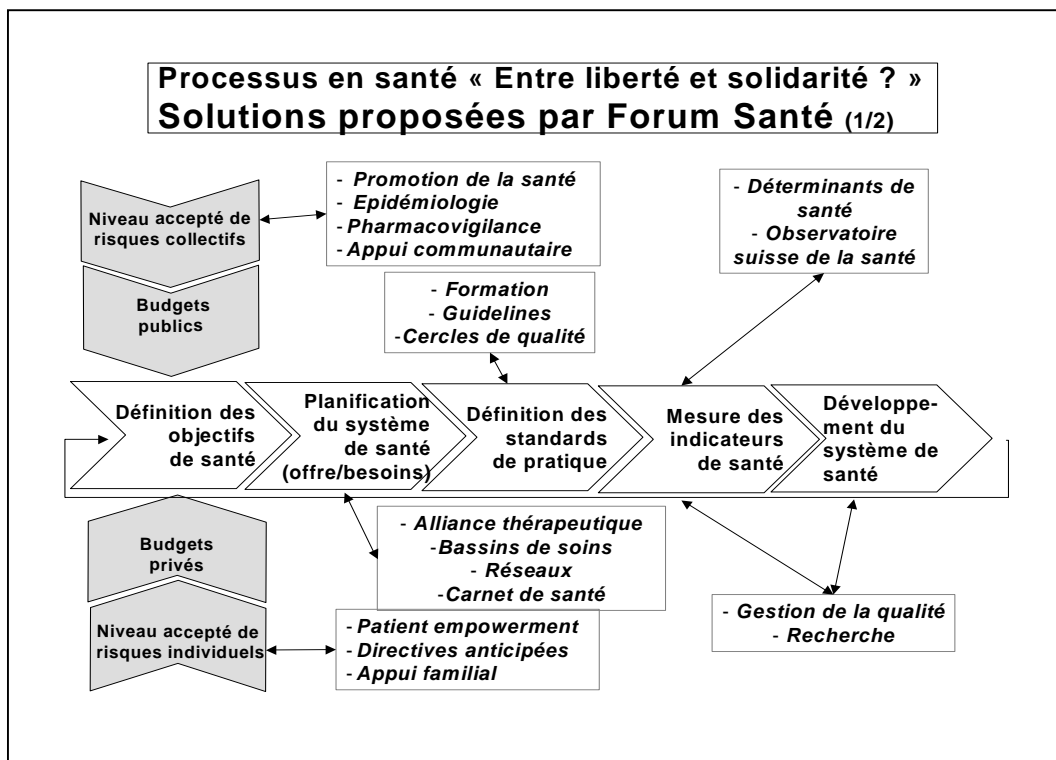 Processus en santé « Entre liberté et solidarité ? »
Solutions proposées par Forum Santé (1/2)
Niveau accepté de
risques collectifs
- Promotion de la santé
- Epidémiologie
- Pharmacovigilance
- Appui communautaire
- Déterminants de
santé
- Observatoire
suisse de la santé
Budgets
publics
- Formation
- Guidelines
-Cercles de qualité
Définition des
objectifs
de santé
Planification
du système
de santé
(offre/besoins)
Définition des
standards
de pratique
Mesure des
indicateurs
de santé
Développe-
ment du
système de
santé
Budgets
privés
- Alliance thérapeutique
-Bassins de soins
- Réseaux
-Carnet de santé
Niveau accepté de
risques individuels
- Patient empowerment
- Directives anticipées
- Appui familial
- Gestion de la qualité
- Recherche